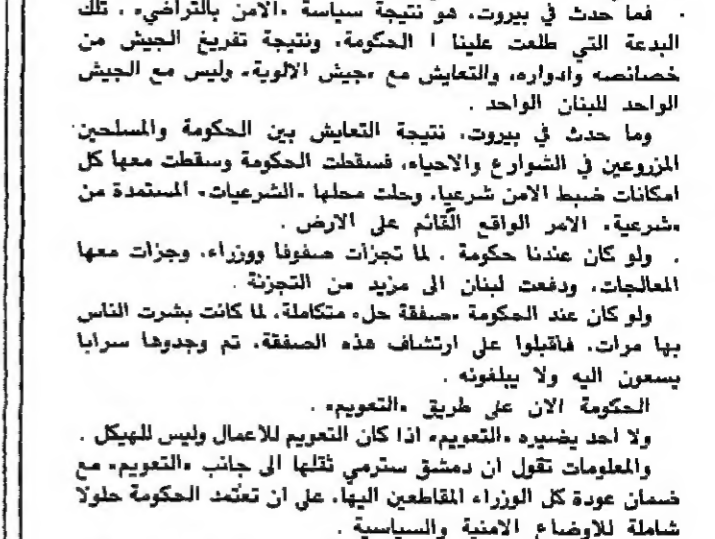 . فما حدث في بيروت، هو نتيجة سياسة «الامن بالتراضي» . تلك
البدعة التي طلعت علينا ا الحكومة، ونتيجة تفريغ الجيش من
خصائصه وادواره، والتعايش مع «جيش الالوية» وليس مع الجيش
الواحد للبنان الواحد .
وما حدث في بيروت، نتيجة التعايش بين الحكومة والمسلحين
المزروعين في الشوارع والاحياء، فسقطت الحكومة وسقطت معها كل
امكانات ضبط الامن شرعيا، وحلت محلها «الشرعيات» المستمدة من
«شرعية» الامر الواقع القائم على الارض .
. ولو كان عندنا حكومة ، لما تجزأت صفوفا ووزراء، وجزات معها
المعالجات، ودفعت لبنان الى مزيد من التجزئة .
ولو كان عند الحكومة «صفقة حل» متكاملة، لما كانت بشرت الناس
بها مرات، فاقبلوا على ارتشاف هذه الصفقة، ثم وجدوها سرابا
يسعون اليه ولا يبلغونه .
الحكومة الان على طريق «التعويم» .
ولا احد يضيره «التعويم» اذا كان التعويم للاعمال وليس للهيكل .
والمعلومات تقول ان دمشق سترمي ثقلها الى جانب «التعويم» مع
ضمان عودة كل الوزراء المقاطعين اليها، على ان تعتمد الحكومة حلولا
شاملة للاوضاع الامنية والسياسية .